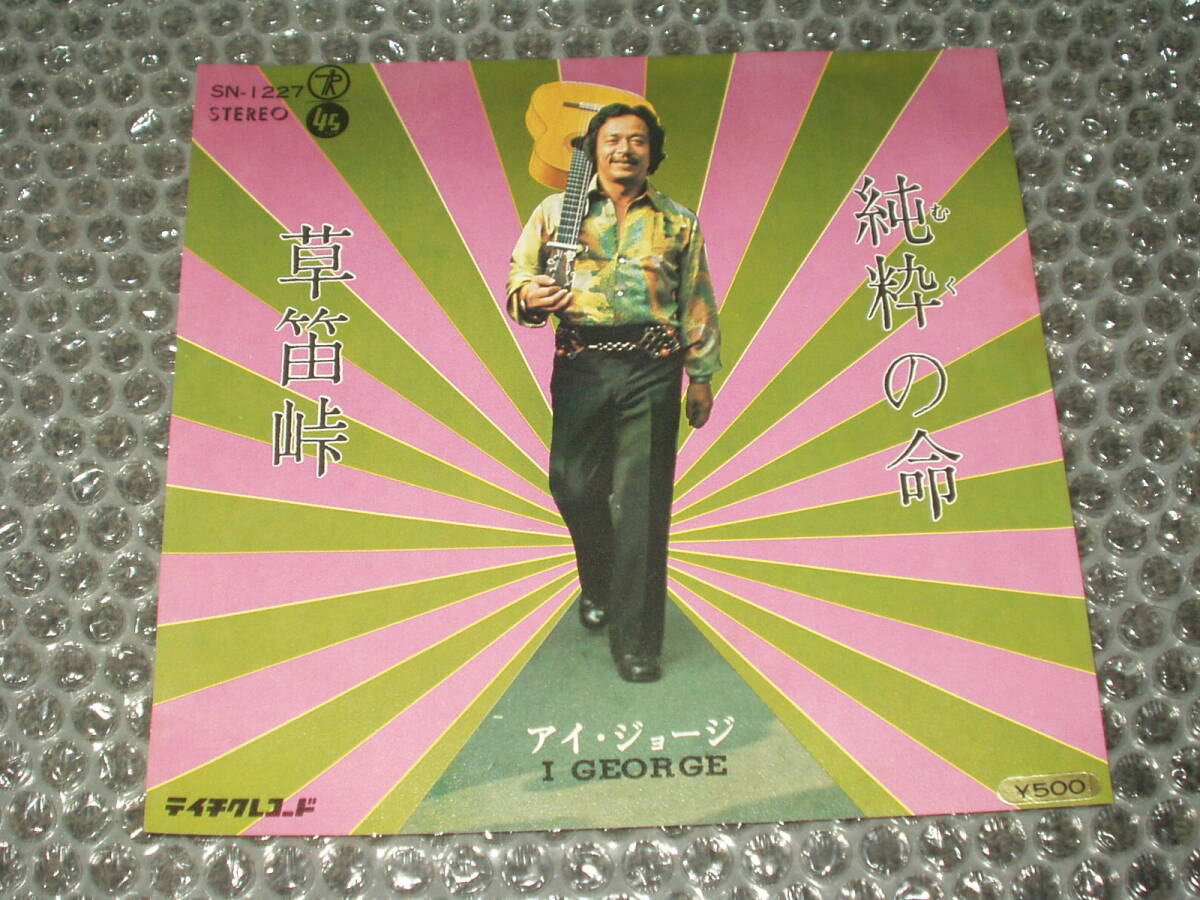 SN-1227
STEREO
45
純粋の命
むく
草笛峠
アイ・ジョージ
I GEORGE
テイチクレコード
¥500